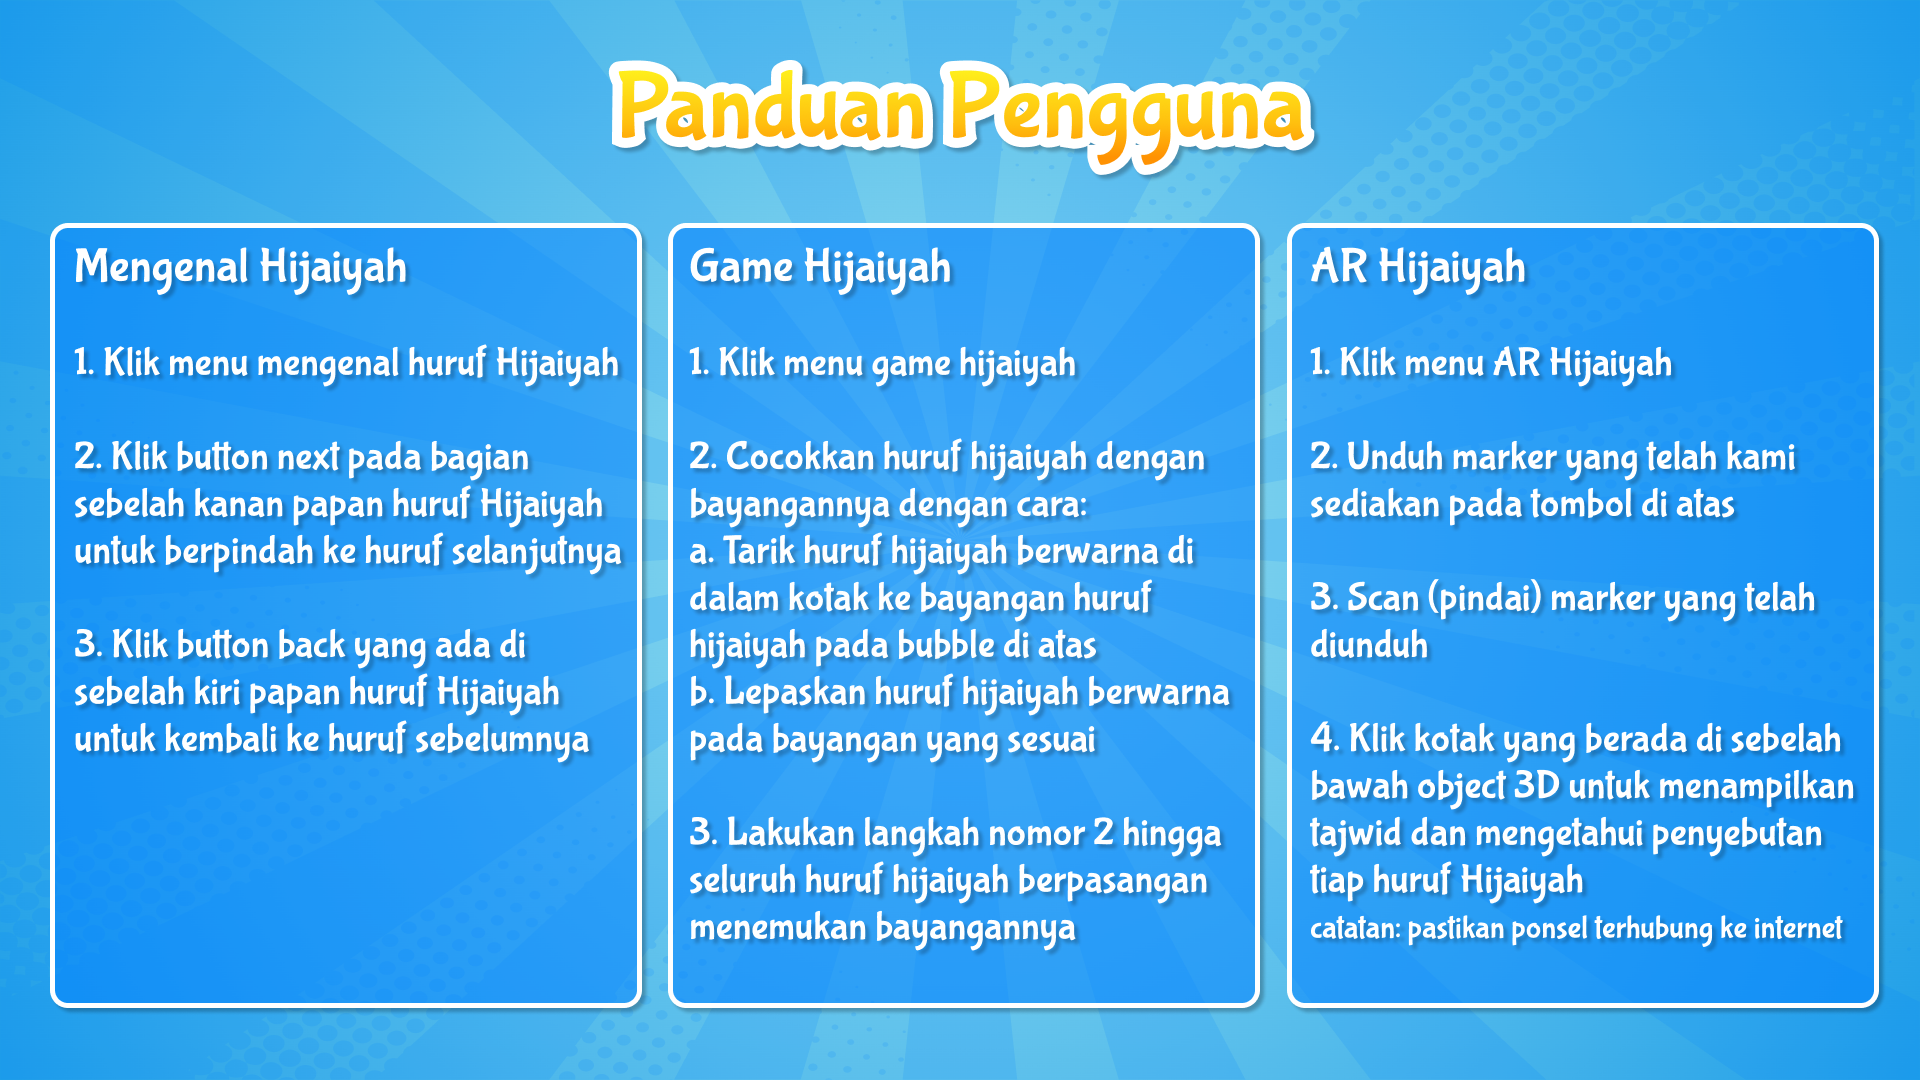 Panduan Pengguna
Mengenal Hijaiyah
1. Klik menu mengenal huruf Hijaiyah
2. Klik button next pada bagian
sebelah kanan papan huruf Hijaiyah
untuk berpindah ke huruf selanjutnya
3. Klik button back yang ada di
sebelah kiri papan huruf Hijaiyah
untuk kembali ke huruf sebelumnya
Game Hijaiyah
1. Klik menu game hijaiyah
2. Cocokkan huruf hijaiyah dengan
bayangannya dengan cara:
a. Tarik huruf hijaiyah berwarna di
dalam kotak ke bayangan huruf
hijaiyah pada bubble di atas
b. Lepaskan huruf hijaiyah berwarna
pada bayangan yang sesuai
3. Lakukan langkah nomor 2 hingga
seluruh huruf hijaiyah berpasangan
menemukan bayangannya
AR Hijaiyah
1. Klik menu AR Hijaiyah
2. Unduh marker yang telah kami
sediakan pada tombol di atas
3. Scan (pindai) marker yang telah
diunduh
4. Klik kotak yang berada di sebelah
bawah object 3D untuk menampilkan
tajwid dan mengetahui penyebutan
tiap huruf Hijaiyah
catatan: pastikan ponsel terhubung ke internet